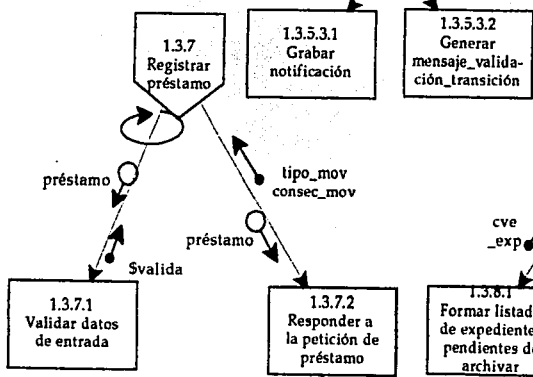 1.3.7
Registrar
préstamo
1.3.5.3.1
Grabar
notificación
1.3.5.3.2
Generar
mensaje_valida-
ción_transición
préstamo
$valida
tipo_mov
consec_mov
préstamo
cve
_exp
1.3.7.1
Validar datos
de entrada
1.3.7.2
Responder a
la petición de
préstamo
1.3.8.1
Formar listad
de expediente
pendientes de
archivar